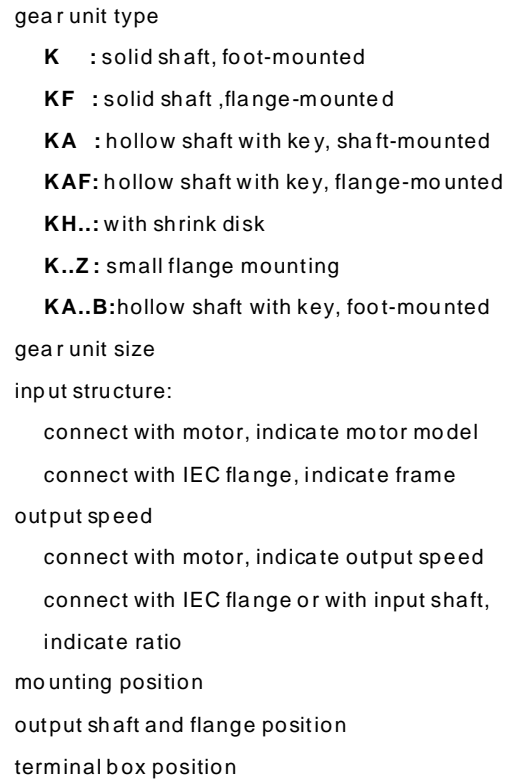 gear unit type
K : solid shaft, foot-mounted
KF : solid shaft ,flange-mounted
KA : hollow shaft with key, shaft-mounted
KAF: hollow shaft with key, flange-mounted
KH..: with shrink disk
K..Z : small flange mounting
KA..B:hollow shaft with key, foot-mounted
gear unit size
input structure:
connect with motor, indicate motor model
connect with IEC flange, indicate frame
output speed
connect with motor, indicate output speed
connect with IEC flange or with input shaft,
indicate ratio
mounting position
output shaft and flange position
terminal box position